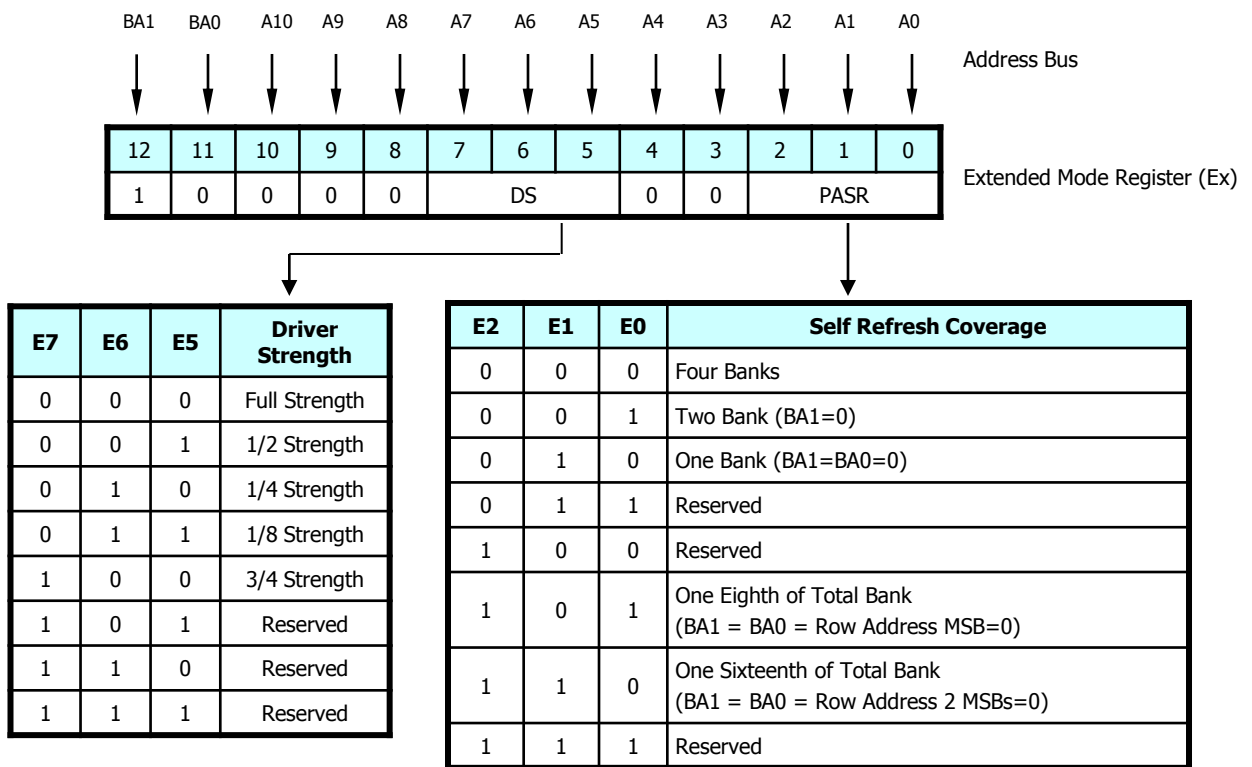 BA1 BA0 A10 A9 A8 A7 A6 A5 A4 A3 A2 A1 A0
Address Bus
12 11 10 9 8 7 6 5 4 3 2 1 0
1 0 0 0 0 DS 0 0 PASR
Extended Mode Register (Ex)
E7 E6 E5 Driver Strength
0 0 0 Full Strength
0 0 1 1/2 Strength
0 1 0 1/4 Strength
0 1 1 1/8 Strength
1 0 0 3/4 Strength
1 0 1 Reserved
1 1 0 Reserved
1 1 1 Reserved
E2 E1 E0 Self Refresh Coverage
0 0 0 Four Banks
0 0 1 Two Bank (BA1=0)
0 1 0 One Bank (BA1=BA0=0)
0 1 1 Reserved
1 0 0 Reserved
1 0 1 One Eighth of Total Bank
(BA1 = BA0 = Row Address MSB=0)
1 1 0 One Sixteenth of Total Bank
(BA1 = BA0 = Row Address 2 MSBs=0)
1 1 1 Reserved